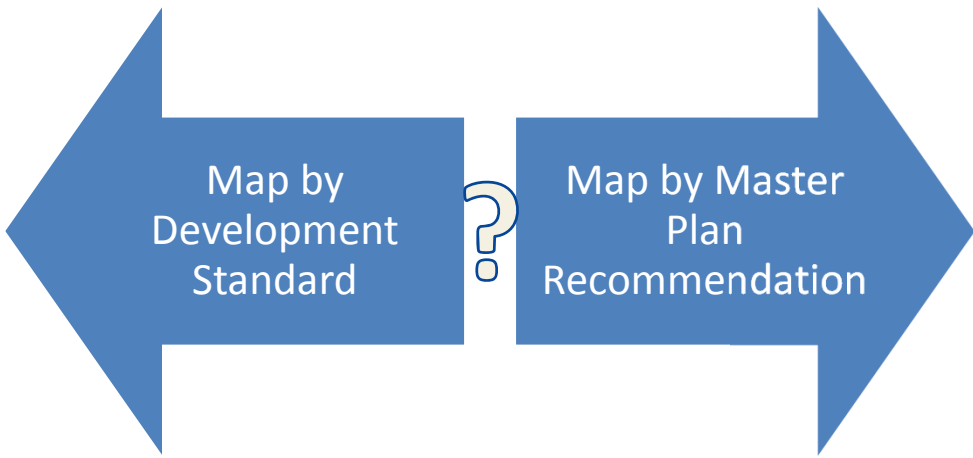 Map by
Development
Standard
?
Map by Master
Plan
Recommendation